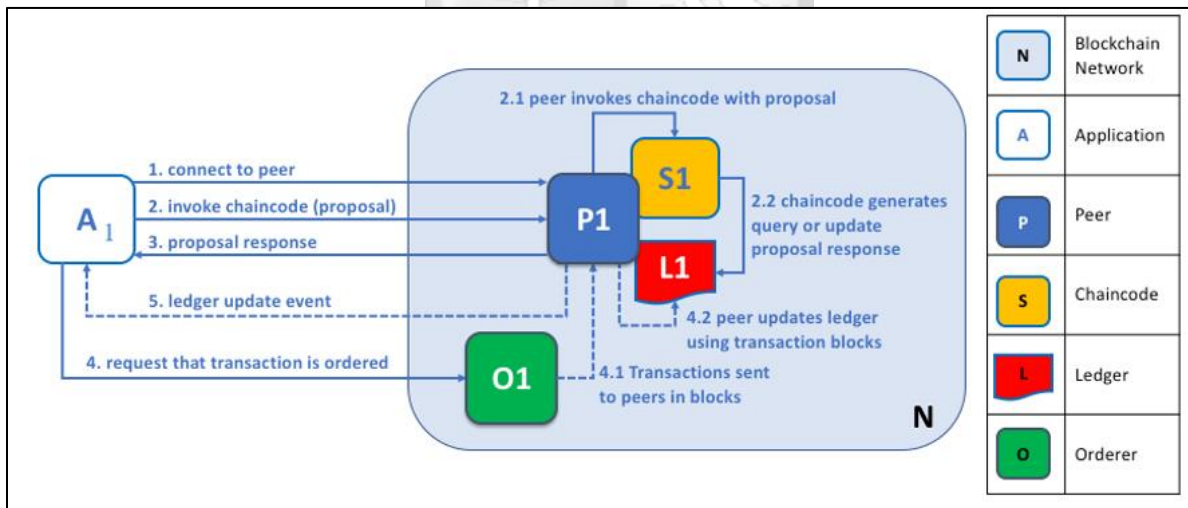 2.1 peer invokes chaincode with proposal
1. connect to peer
2. invoke chaincode (proposal)
3. proposal response
A 1
P1
S1
L1
2.2 chaincode generates
query or update
proposal response
5. ledger update event
4.2 peer updates ledger
using transaction blocks
4. request that transaction is ordered
O1
4.1 Transactions sent
to peers in blocks
N
N
Blockchain
Network
A
Application
P
Peer
S
Chaincode
L
Ledger
O
Orderer